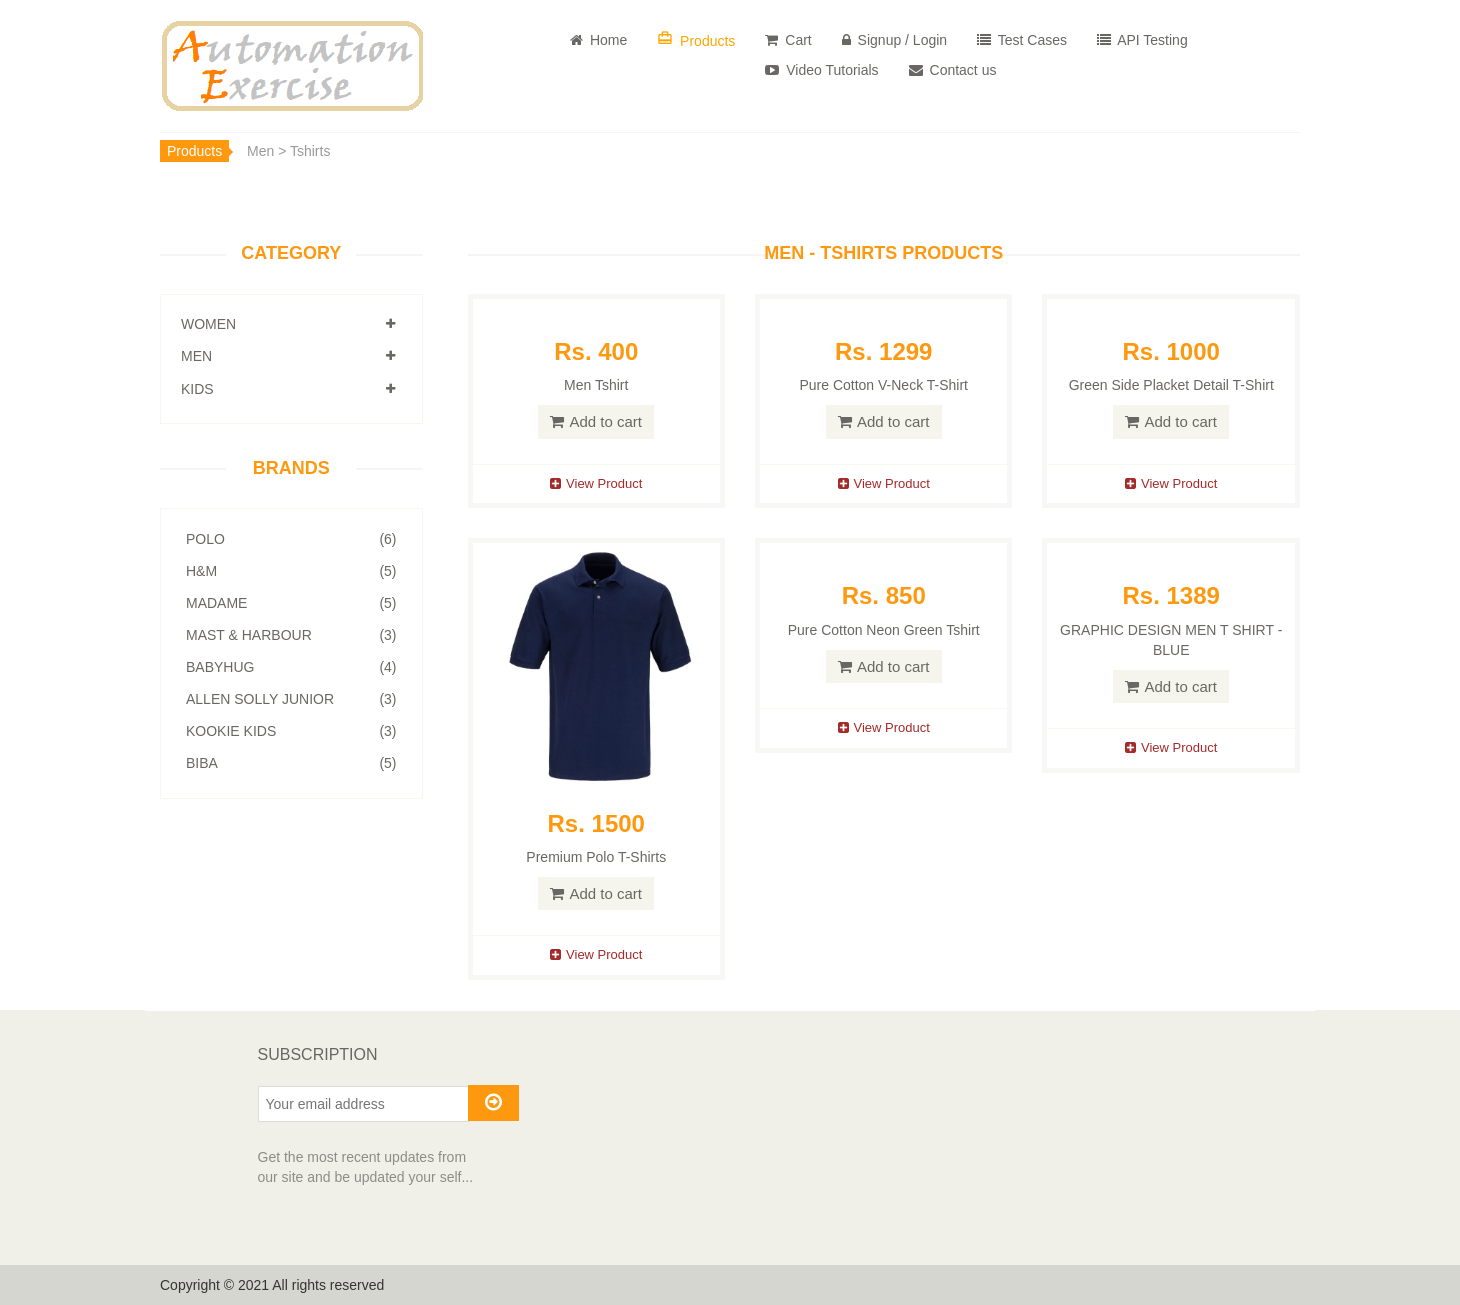 Automation
Exercise
Home
Products
Cart
Signup / Login
Test Cases
API Testing
Video Tutorials
Contact us
Products
Men > Tshirts
CATEGORY
WOMEN
MEN
KIDS
BRANDS
POLO (6)
H&M (5)
MADAME (5)
MAST & HARBOUR (3)
BABYHUG (4)
ALLEN SOLLY JUNIOR (3)
KOOKIE KIDS (3)
BIBA (5)
MEN - TSHIRTS PRODUCTS
Rs. 400
Men Tshirt
Add to cart
View Product
Rs. 1299
Pure Cotton V-Neck T-Shirt
Add to cart
View Product
Rs. 1000
Green Side Placket Detail T-Shirt
Add to cart
View Product
Rs. 1500
Premium Polo T-Shirts
Add to cart
View Product
Rs. 850
Pure Cotton Neon Green Tshirt
Add to cart
View Product
Rs. 1389
GRAPHIC DESIGN MEN T SHIRT -
BLUE
Add to cart
View Product
SUBSCRIPTION
Your email address
Get the most recent updates from
our site and be updated your self...
Copyright © 2021 All rights reserved